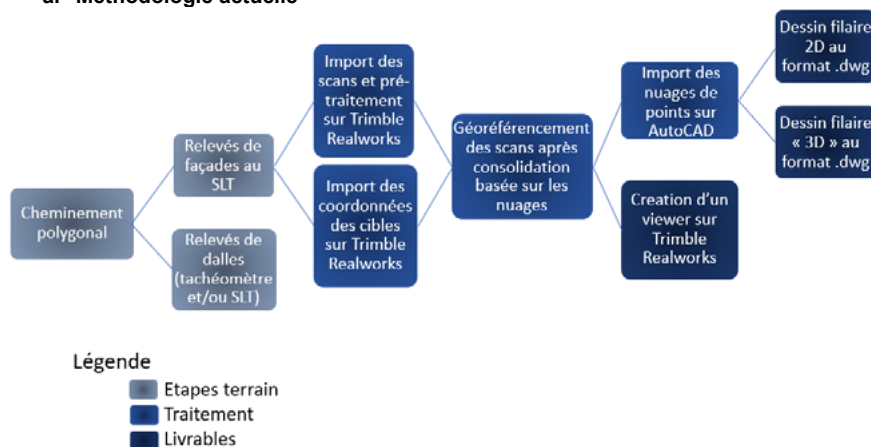 a. Méthodologie actuelle
Cheminement
polygonal
Relevés de
façades au
SLT
Relevés de
dalles
(tachéomètre
et/ou SLT)
Import des
scans et pré-
traitement
sur Trimble
Realworks
Import des
coordonnées
des cibles
sur Trimble
Realworks
Géoréférencement
des scans après
consolidation
basée sur les
nuages
Import des
nuages de
points sur
AutoCAD
Creation d'un
viewer sur
Trimble
Realworks
Dessin filaire
2D au
format .dwg
Dessin filaire
« 3D » au
format .dwg
Légende
Etapes terrain
Traitement
Livrables